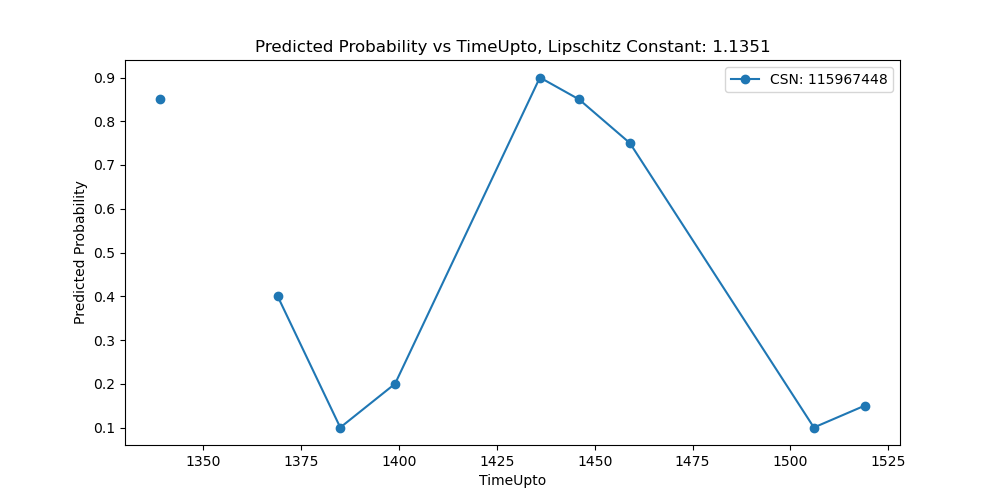 Predicted Probability vs TimeUpto, Lipschitz Constant: 1.1351
CSN: 115967448
Predicted Probability
0.9
0.8
0.7
0.6
0.5
0.4
0.3
0.2
0.1
1350 1375 1400 1425 1450 1475 1500 1525
TimeUpto